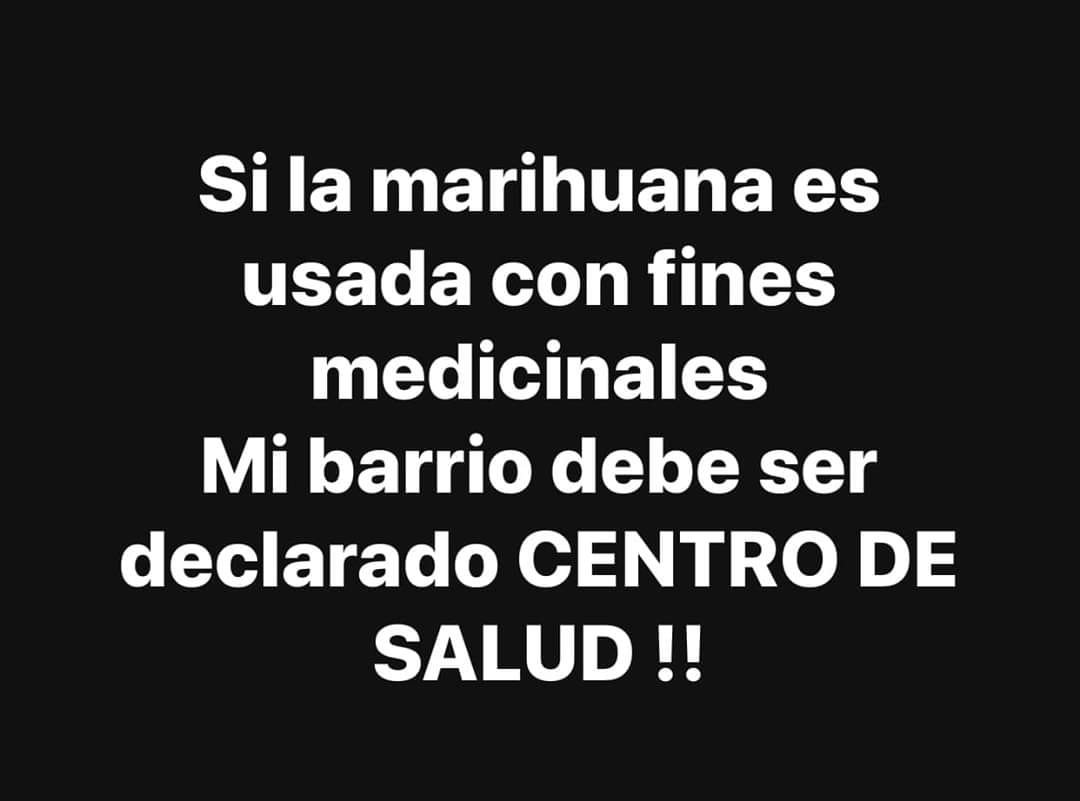 Si la marihuana es
usada con fines
medicinales
Mi barrio debe ser
declarado CENTRO DE
SALUD !!